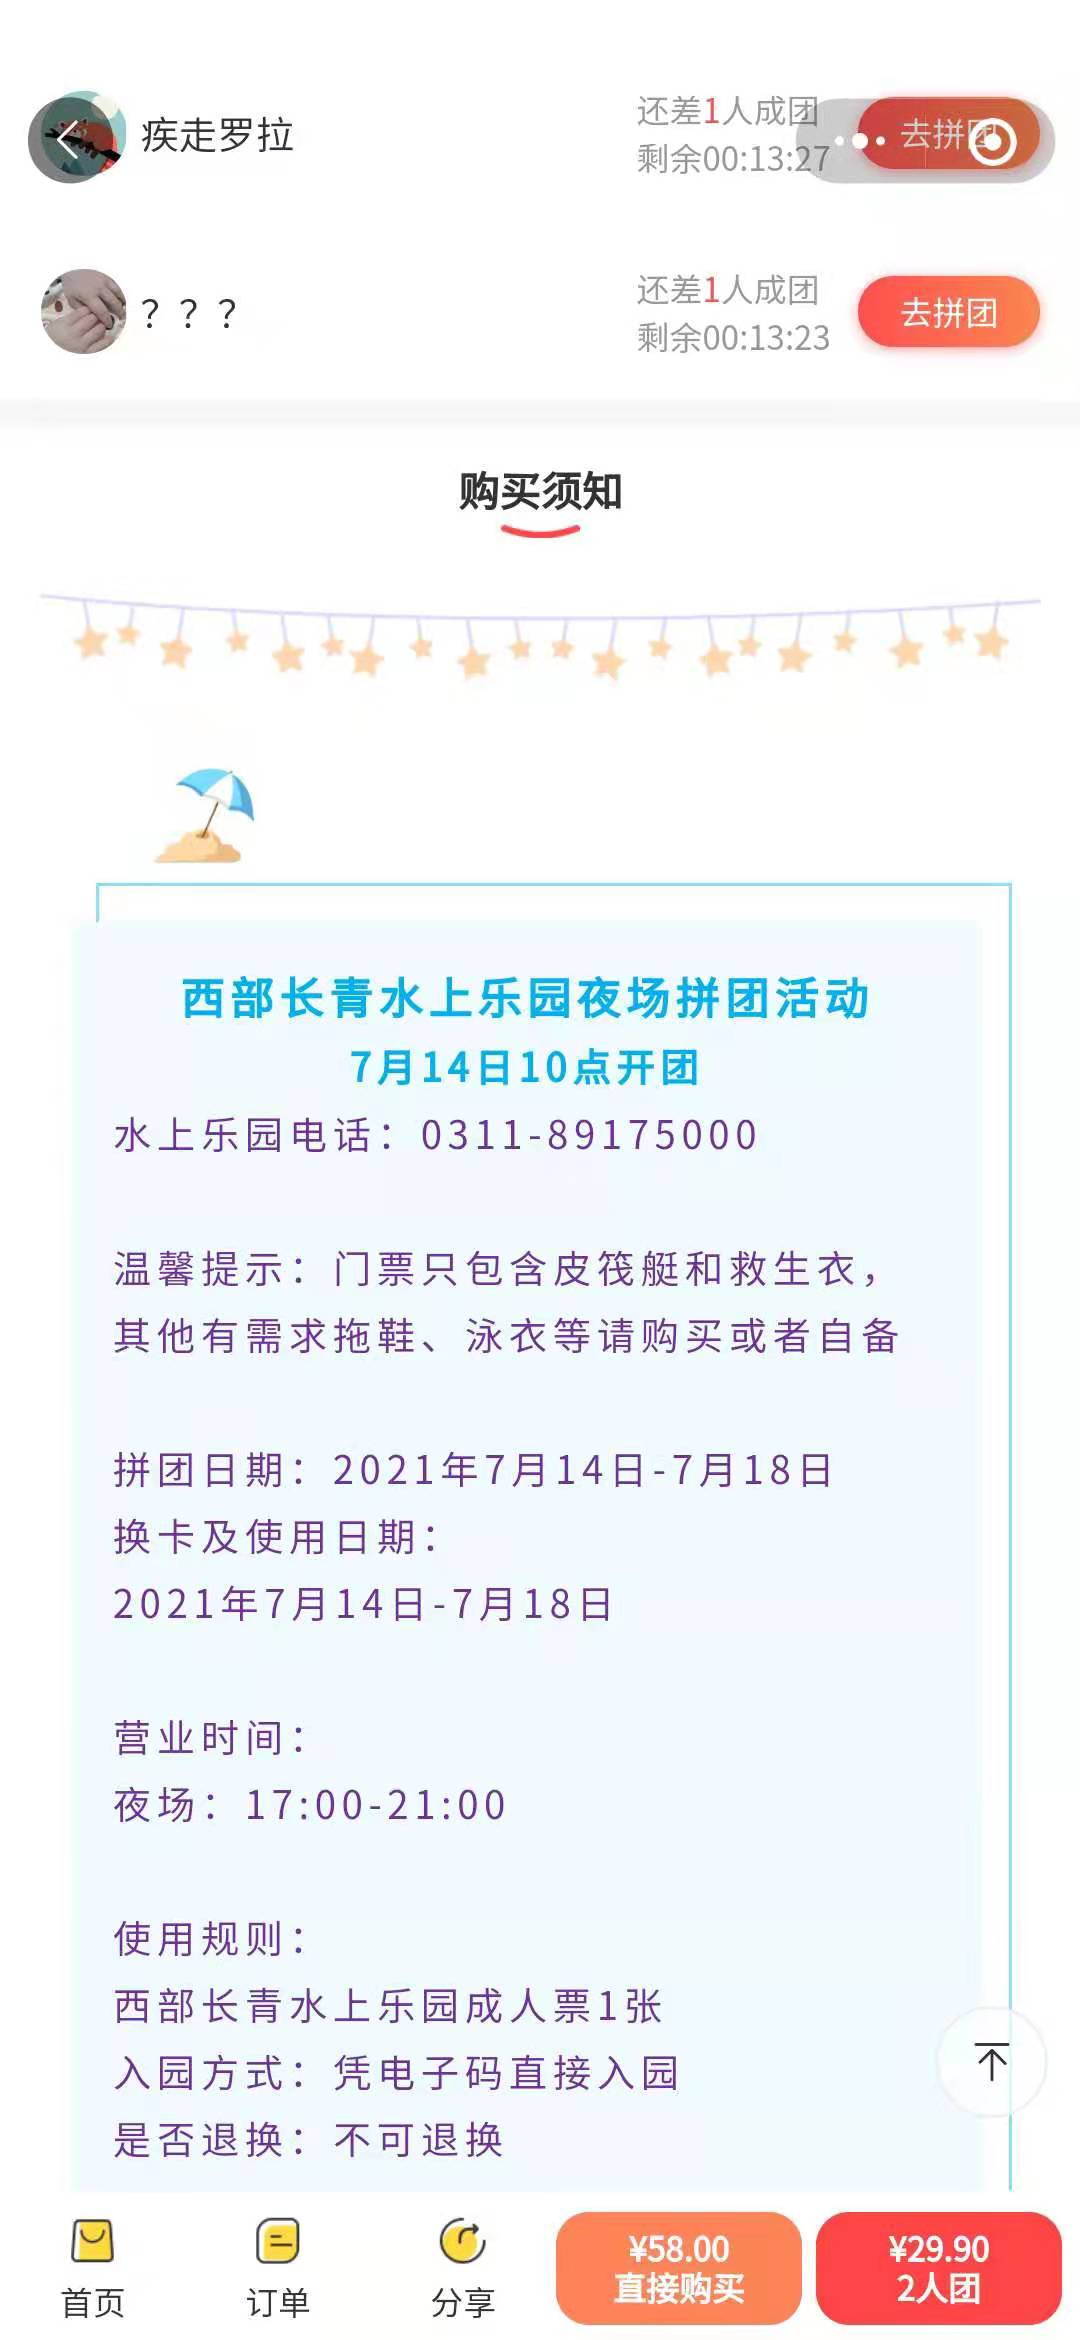 疾走罗拉
还差1人成团
剩余00:13:27
去拼团
？？？
还差1人成团
剩余00:13:23
去拼团
购买须知
西部长青水上乐园夜场拼团活动
7月14日10点开团
水上乐园电话：0311-89175000
温馨提示：门票只包含皮筏艇和救生衣，
其他有需求拖鞋、泳衣等请购买或者自备
拼团日期：2021年7月14日-7月18日
换卡及使用日期：
2021年7月14日-7月18日
营业时间：
夜场：17:00-21:00
使用规则：
西部长青水上乐园成人票1张
入园方式：凭电子码直接入园
是否退换：不可退换
首页
订单
分享
¥58.00
直接购买
¥29.90
2人团